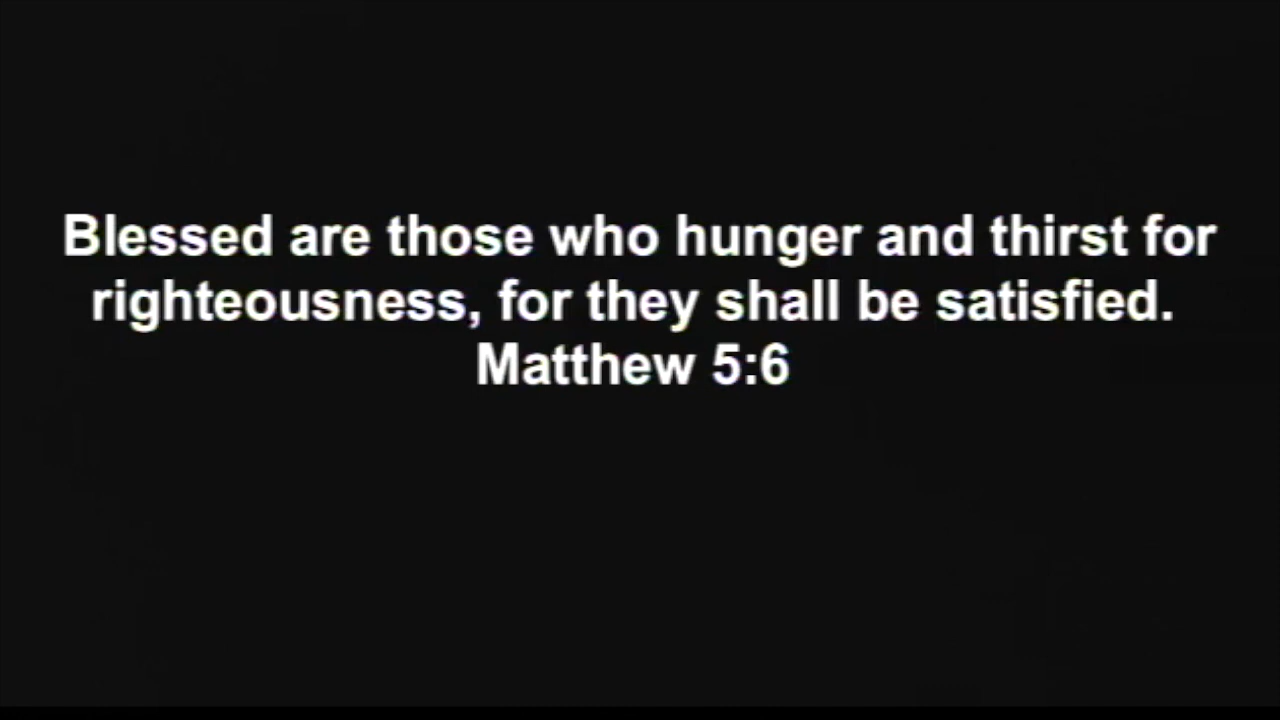 Blessed are those who hunger and thirst for
righteousness, for they shall be satisfied.
Matthew 5:6